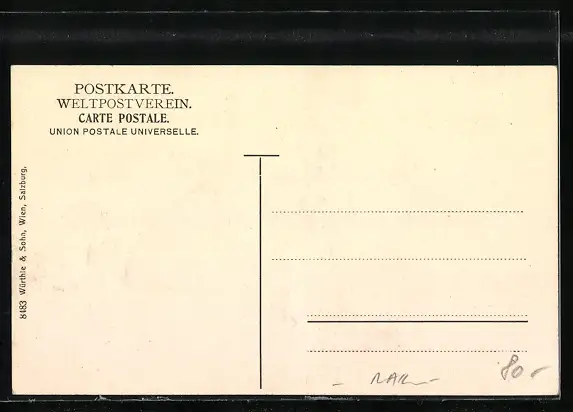 POSTKARTE.
WELTPOSTVEREIN.
CARTE POSTALE.
UNION POSTALE UNIVERSELLE.
8483 Würthle & Sohn, Wien, Salzburg.
80 -